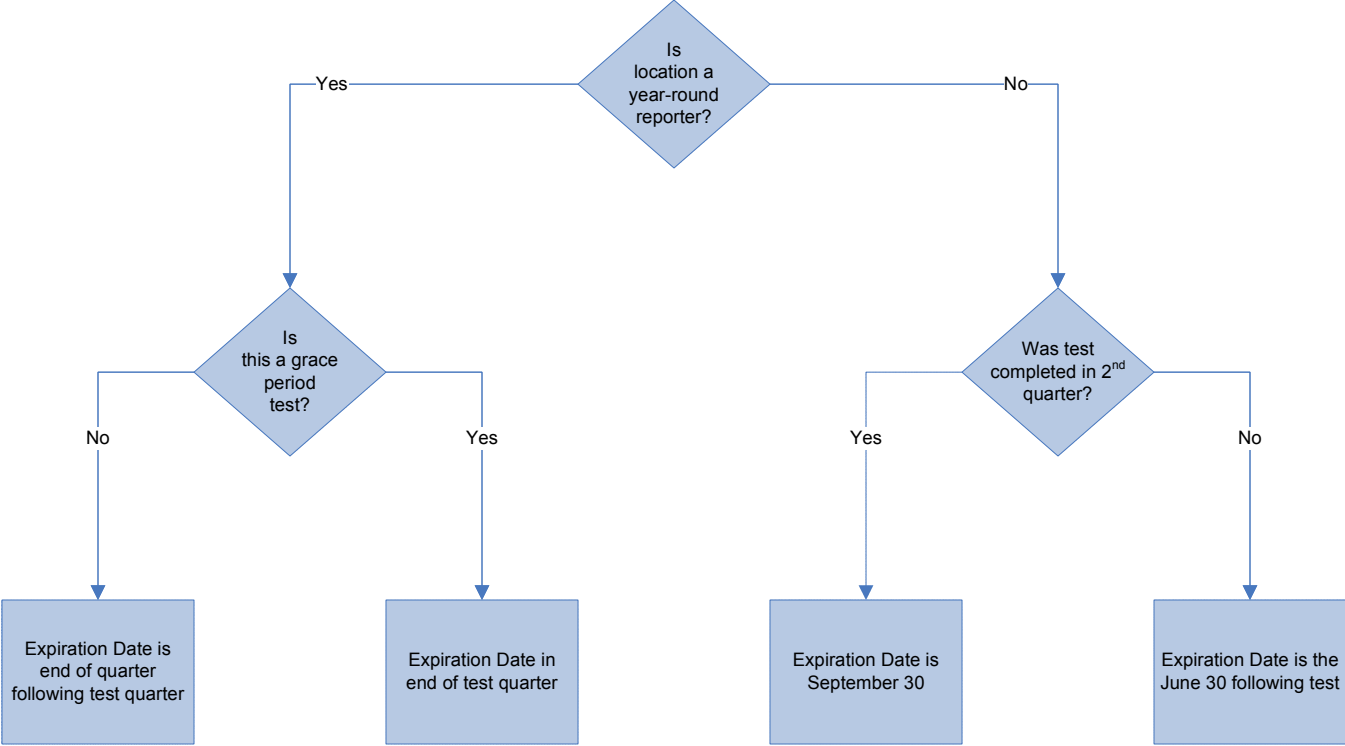 Is
location a
year-round
reporter?
Yes
No
Is
this a grace
period
test?
Was test
completed in 2nd
quarter?
No
Yes
Yes
No
Expiration Date is
end of quarter
following test quarter
Expiration Date in
end of test quarter
Expiration Date is
September 30
Expiration Date is the
June 30 following test